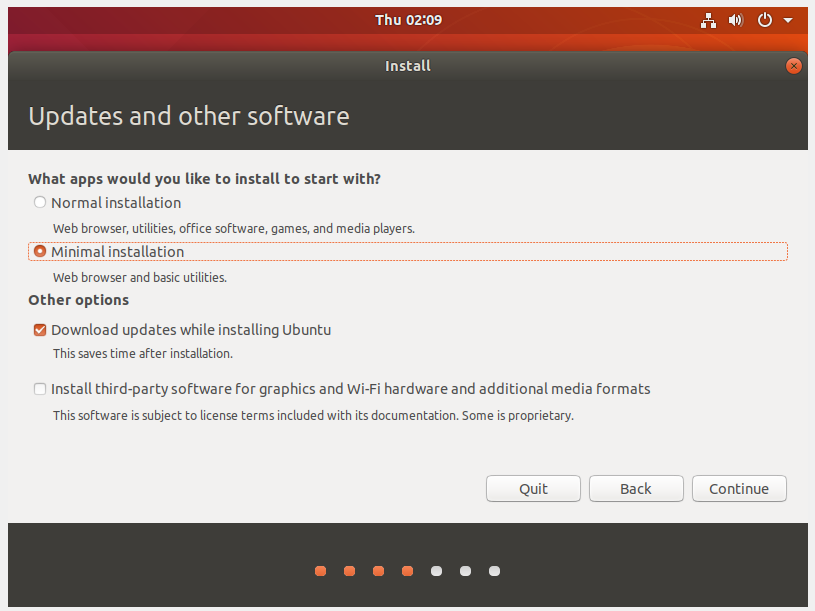 Thu 02:09
Install
Updates and other software
What apps would you like to install to start with?
Normal installation
Web browser, utilities, office software, games, and media players.
Minimal installation
Web browser and basic utilities.
Other options
Download updates while installing Ubuntu
This saves time after installation.
Install third-party software for graphics and Wi-Fi hardware and additional media formats
This software is subject to license terms included with its documentation. Some is proprietary.
Quit Back Continue